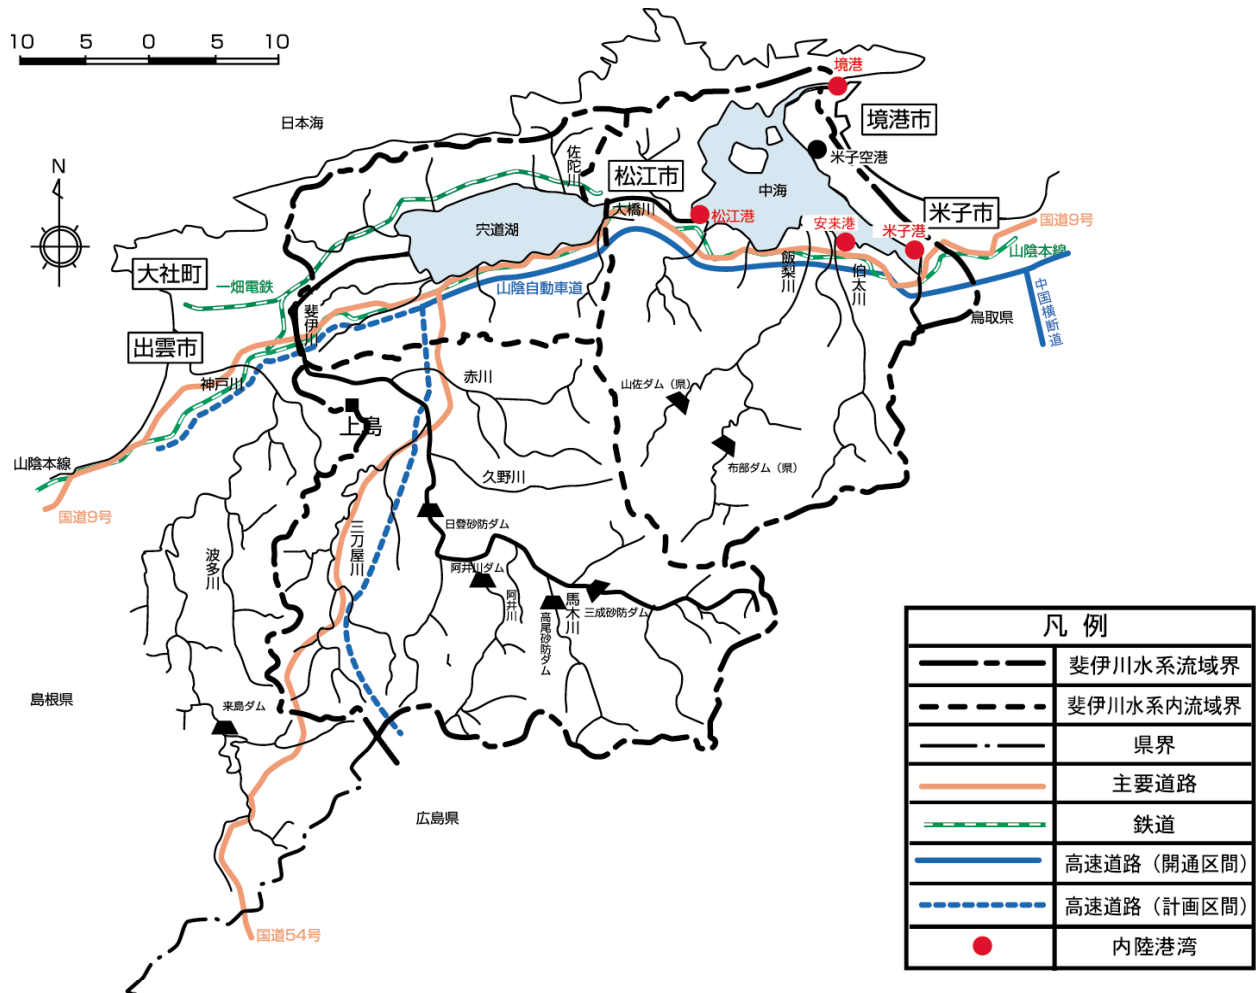 10 5 0 5 10
日本海
N
境港
境港市
米子空港
佐陀川
松江市
中海
大橋川
松江港
米子市
国道9号
安来港
米子港
山陰本線
宍道湖
大社町
一畑電鉄
山陰自動車道
飯梨川
伯太川
中国横断道
鳥取県
斐伊川
出雲市
神戸川
赤川
山佐ダム（県）
上島
布部ダム（県）
山陰本線
久野川
国道9号
日登砂防ダム
三刀屋川
波多川
阿井川ダム
阿井川
馬木川
三成砂防ダム
高尾砂防ダム
島根県
来島ダム
広島県
国道54号
凡 例
斐伊川水系流域界
斐伊川水系内流域界
県界
主要道路
鉄道
高速道路（開通区間）
高速道路（計画区間）
内陸港湾